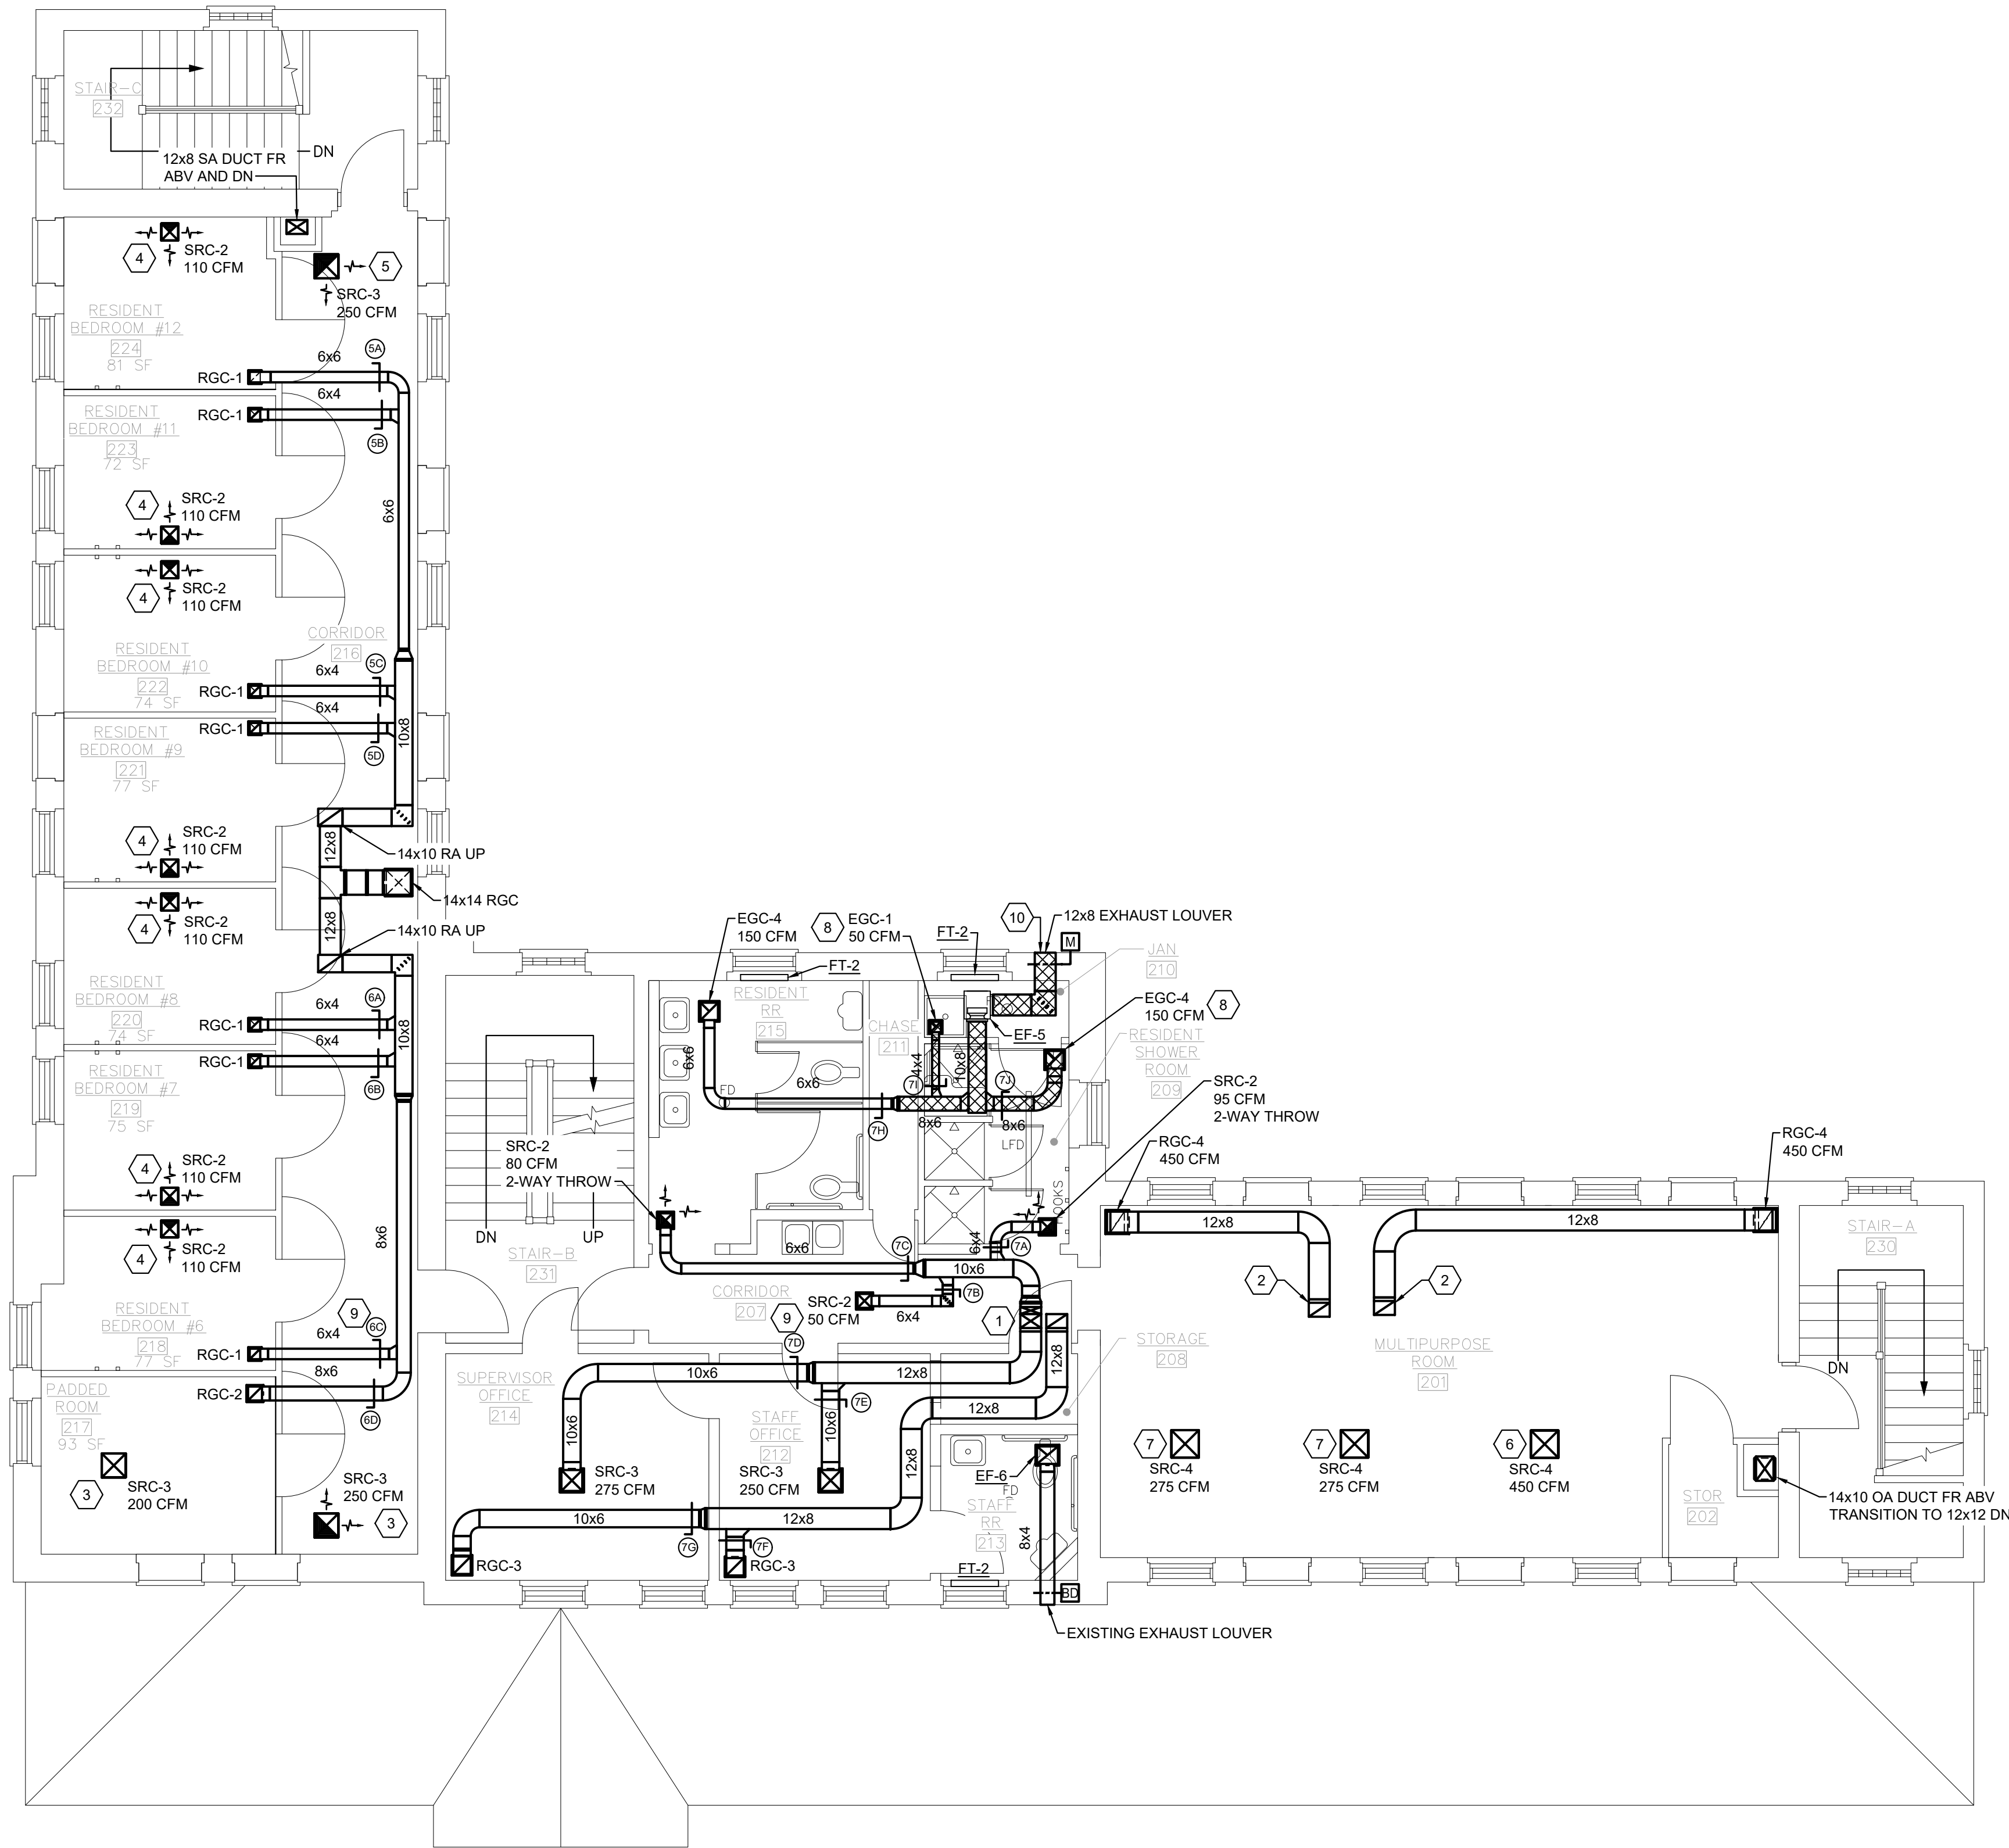 STAIR-C
232
12x8 SA DUCT FR
ABV AND DN
DN
4
SRC-2
110 CFM
5
SRC-3
250 CFM
RESIDENT
BEDROOM #12
224
81 SF
RGC-1
6x6
5A
6x4
RGC-1
5B
RESIDENT
BEDROOM #11
223
72 SF
4
SRC-2
110 CFM
6x6
4
SRC-2
110 CFM
CORRIDOR
216
RESIDENT
BEDROOM #10
222
74 SF
6x4
5C
RGC-1
6x4
RGC-1
5D
10x8
RESIDENT
BEDROOM #9
221
77 SF
4
SRC-2
110 CFM
12x8
14x10 RA UP
14x14 RGC
12x8
14x10 RA UP
4
SRC-2
110 CFM
RESIDENT
BEDROOM #8
220
74 SF
6x4
6A
RGC-1
10x8
6x4
RGC-1
6B
RESIDENT
BEDROOM #7
219
75 SF
4
SRC-2
110 CFM
8x6
4
SRC-2
110 CFM
RESIDENT
BEDROOM #6
218
77 SF
9
6C
6x4
RGC-1
8x6
RGC-2
6D
PADDED
ROOM
217
93 SF
3
SRC-3
200 CFM
SRC-3
250 CFM
3
EGC-4
150 CFM
8
EGC-1
50 CFM
FT-2
FT-2
10
12x8 EXHAUST LOUVER
M
JAN
210
RESIDENT
RR
215
CHASE
211
EF-5
EGC-4
150 CFM
8
RESIDENT
SHOWER
ROOM
209
6x6
FD
6x6
4x4
10x8
7I
7J
7H
8x6
8x6
LFD
SRC-2
95 CFM
2-WAY THROW
SRC-2
80 CFM
2-WAY THROW
DN
UP
STAIR-B
231
6x6
7C
6x4
7A
10x6
7B
CORRIDOR
207
9
SRC-2
50 CFM
6x4
1
7D
RGC-4
450 CFM
RGC-4
450 CFM
12x8
12x8
2
2
STAIR-A
230
DN
STORAGE
208
MULTIPURPOSE
ROOM
201
SUPERVISOR
OFFICE
214
10x6
12x8
12x8
7E
10x6
10x6
12x8
12x8
STAFF
OFFICE
212
SRC-3
275 CFM
SRC-3
250 CFM
EF-6
FD
STAFF
RR
213
8x4
10x6
12x8
7G
7F
RGC-3
RGC-3
FT-2
BD
EXISTING EXHAUST LOUVER
7
SRC-4
275 CFM
7
SRC-4
275 CFM
6
SRC-4
450 CFM
STOR
202
14x10 OA DUCT FR ABV
TRANSITION TO 12x12 DN